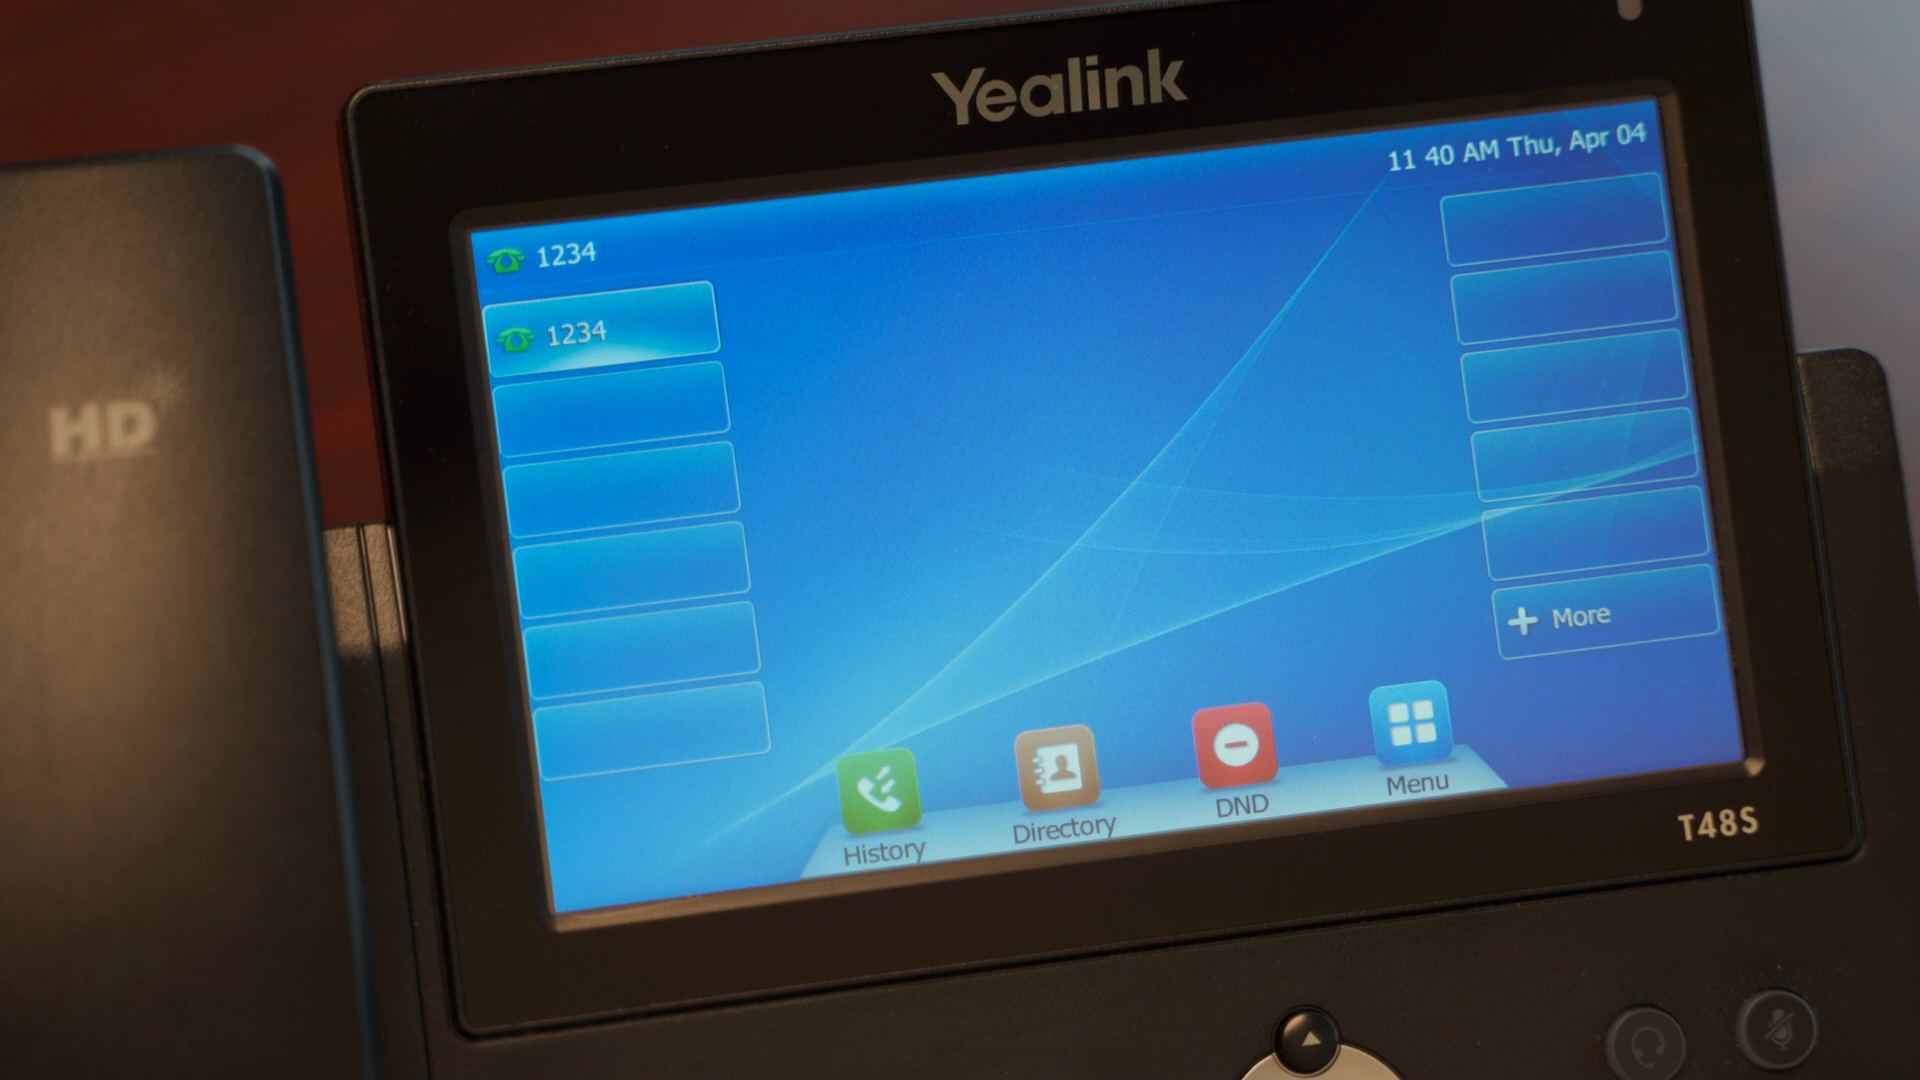 Yealink
11 40 AM Thu, Apr 04
1234
1234
HD
More
History
Directory
DND
Menu
T48S